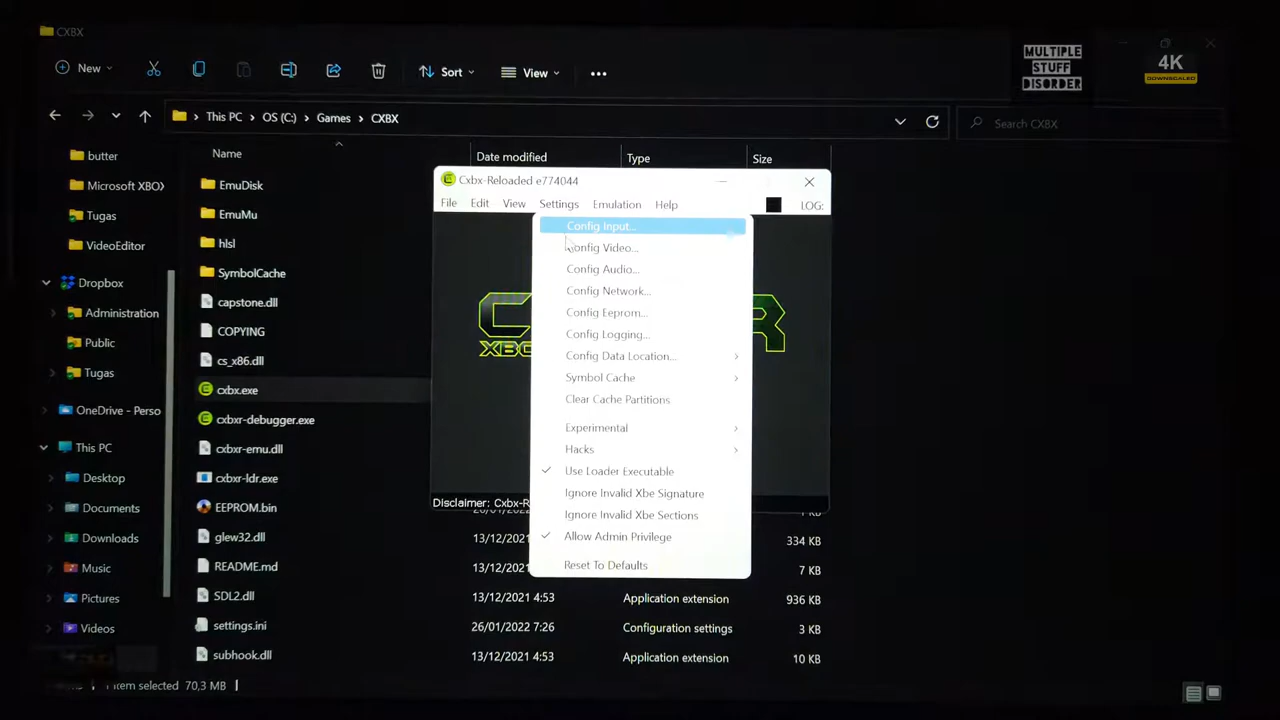 CXBX
New
Sort
View
MULTIPLE
STUFF
DISORDER
4K
DOWNSCALED
This PC
OS (C:)
Games
CXBX
Search CXBX
butter
Microsoft XBO
Tugas
VideoEditor
Dropbox
Administration
Public
Tugas
OneDrive - Perso
This PC
Desktop
Documents
Downloads
Music
Pictures
Videos
Name
Date modified
Type
Size
EmuDisk
EmuMu
hlsl
SymbolCache
capstone.dll
COPYING
cs_x86.dll
cxbx.exe
cxbxr-debugger.exe
cxbxr-emu.dll
cxbxr-ldr.exe
EEPROM.bin
glew32.dll
README.md
SDL2.dll
settings.ini
subhook.dll
Cxbx-Reloaded e774044
File
Edit
View
Settings
Emulation
Help
LOG:
Config Input...
Config Video...
Config Audio...
Config Network...
Config Eeprom...
Config Logging...
Config Data Location...
Symbol Cache
Clear Cache Partitions
Experimental
Hacks
Use Loader Executable
Ignore Invalid Xbe Signature
Ignore Invalid Xbe Sections
Allow Admin Privilege
Reset To Defaults
Disclaimer: Cxbx-R
334 KB
7 KB
13/12/2021 4:53
Application extension
936 KB
26/01/2022 7:26
Configuration settings
3 KB
13/12/2021 4:53
Application extension
10 KB
1 item selected
70,3 MB